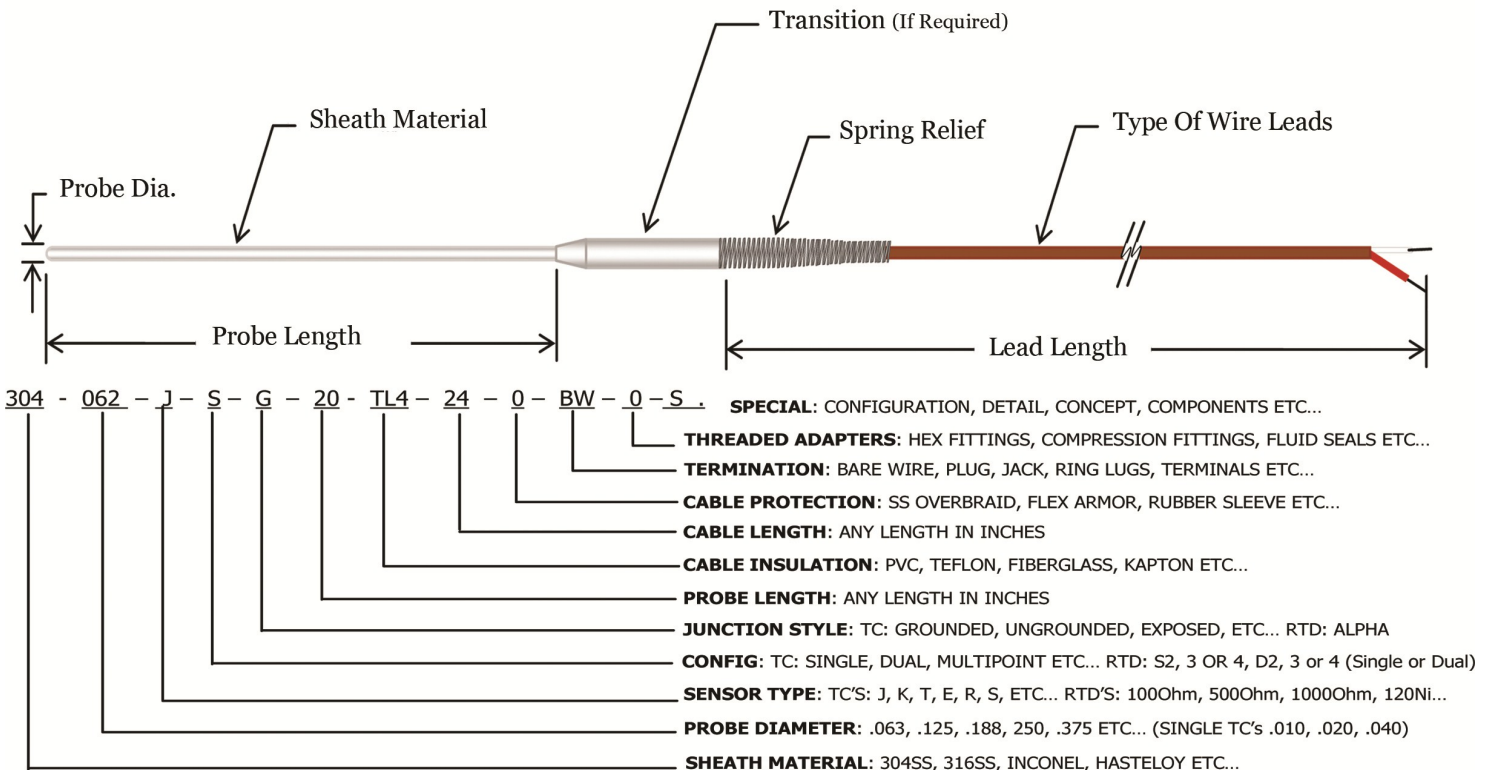 Transition (If Required)
Sheath Material
Spring Relief
Type Of Wire Leads
Probe Dia.
Probe Length
Lead Length
304 - 062 – J – S – G – 20 - TL4 – 24 – 0 – BW – 0 – S .
SPECIAL: CONFIGURATION, DETAIL, CONCEPT, COMPONENTS ETC...
THREADED ADAPTERS: HEX FITTINGS, COMPRESSION FITTINGS, FLUID SEALS ETC...
TERMINATION: BARE WIRE, PLUG, JACK, RING LUGS, TERMINALS ETC...
CABLE PROTECTION: SS OVERBRAID, FLEX ARMOR, RUBBER SLEEVE ETC...
CABLE LENGTH: ANY LENGTH IN INCHES
CABLE INSULATION: PVC, TEFLON, FIBERGLASS, KAPTON ETC...
PROBE LENGTH: ANY LENGTH IN INCHES
JUNCTION STYLE: TC: GROUNDED, UNGROUNDED, EXPOSED, ETC... RTD: ALPHA
CONFIG: TC: SINGLE, DUAL, MULTIPOINT ETC... RTD: S2, 3 OR 4, D2, 3 or 4 (Single or Dual)
SENSOR TYPE: TC'S: J, K, T, E, R, S, ETC... RTD'S: 100Ohm, 500Ohm, 1000Ohm, 120Ni...
PROBE DIAMETER: .063, .125, .188, 250, .375 ETC... (SINGLE TC's .010, .020, .040)
SHEATH MATERIAL: 304SS, 316SS, INCONEL, HASTELOY ETC...